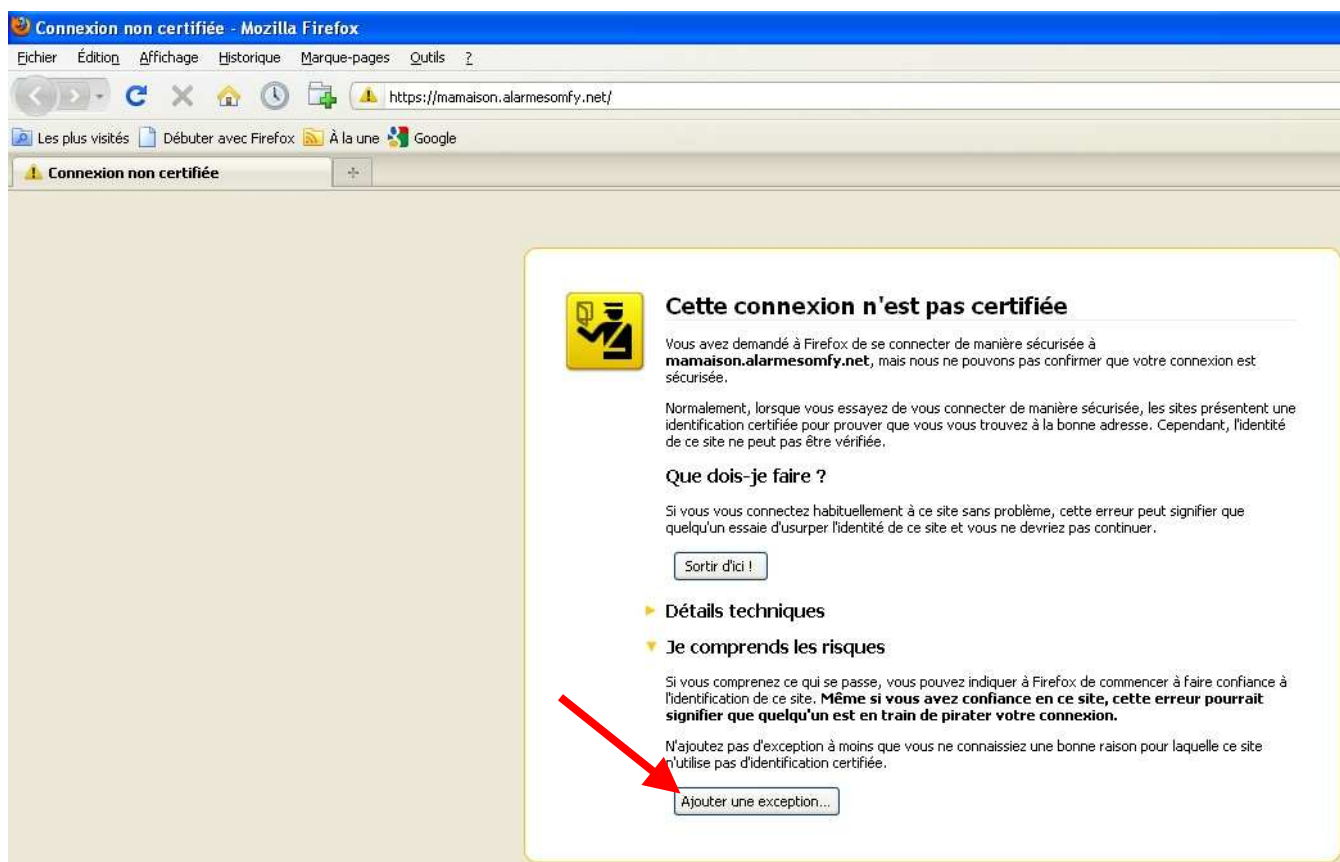 Connexion non certifiée - Mozilla Firefox
Fichier Édition Affichage Historique Marque-pages Outils ?
https://mamaison.alarmesomfy.net/
Les plus visités Débuter avec Firefox À la une Google
Connexion non certifiée
Cette connexion n'est pas certifiée
Vous avez demandé à Firefox de se connecter de manière sécurisée à
mamaison.alarmesomfy.net, mais nous ne pouvons pas confirmer que votre connexion est
sécurisée.
Normalement, lorsque vous essayez de vous connecter de manière sécurisée, les sites présentent une
identification certifiée pour prouver que vous vous trouvez à la bonne adresse. Cependant, l'identité
de ce site ne peut pas être vérifiée.
Que dois-je faire ?
Si vous vous connectez habituellement à ce site sans problème, cette erreur peut signifier que
quelqu'un essaie d'usurper l'identité de ce site et vous ne devriez pas continuer.
Sortir d'ici !
Détails techniques
Je comprends les risques
Si vous comprenez ce qui se passe, vous pouvez indiquer à Firefox de commencer à faire confiance à
l'identification de ce site. Même si vous avez confiance en ce site, cette erreur pourrait
signifier que quelqu'un est en train de pirater votre connexion.
N'ajoutez pas d'exception à moins que vous ne connaissiez une bonne raison pour laquelle ce site
n'utilise pas d'identification certifiée.
Ajouter une exception...